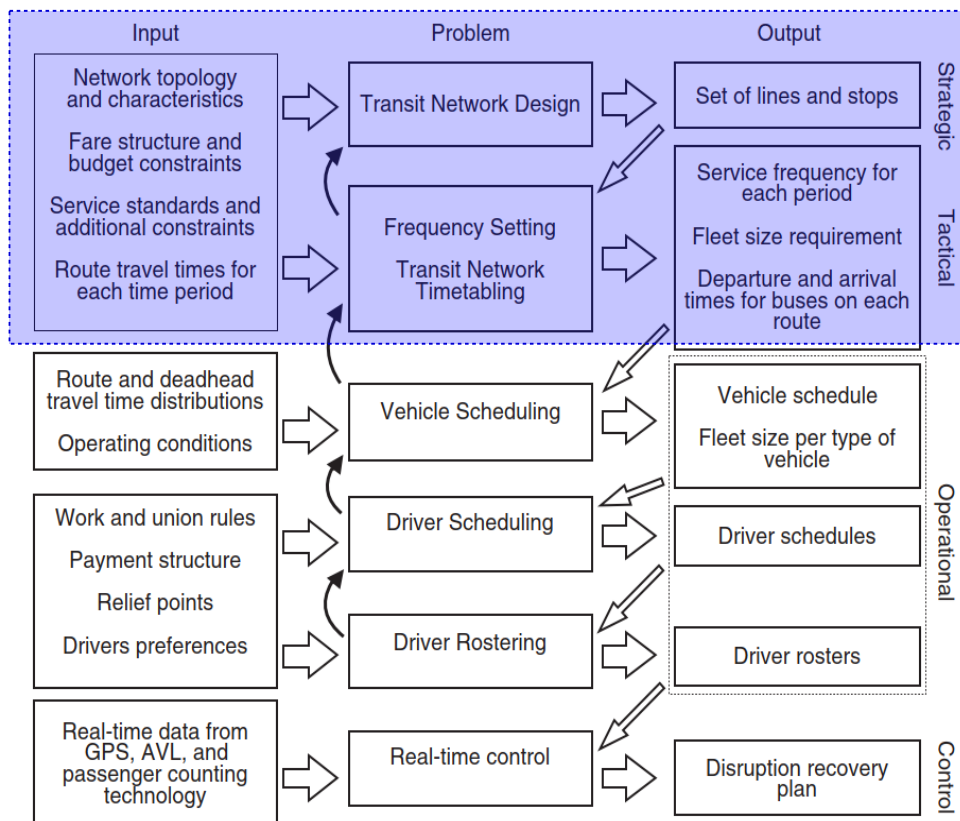 Input
Problem
Output
Network topology
and characteristics
Fare structure and
budget constraints
Service standards and
additional constraints
Route travel times for
each time period
Transit Network Design
Set of lines and stops
Strategic
Frequency Setting
Transit Network
Timetabling
Service frequency for
each period
Fleet size requirement
Departure and arrival
times for buses on each
route
Tactical
Route and deadhead
travel time distributions
Operating conditions
Vehicle Scheduling
Vehicle schedule
Fleet size per type of
vehicle
Work and union rules
Payment structure
Relief points
Drivers preferences
Driver Scheduling
Driver schedules
Operational
Driver Rostering
Driver rosters
Real-time data from
GPS, AVL, and
passenger counting
technology
Real-time control
Disruption recovery
plan
Control